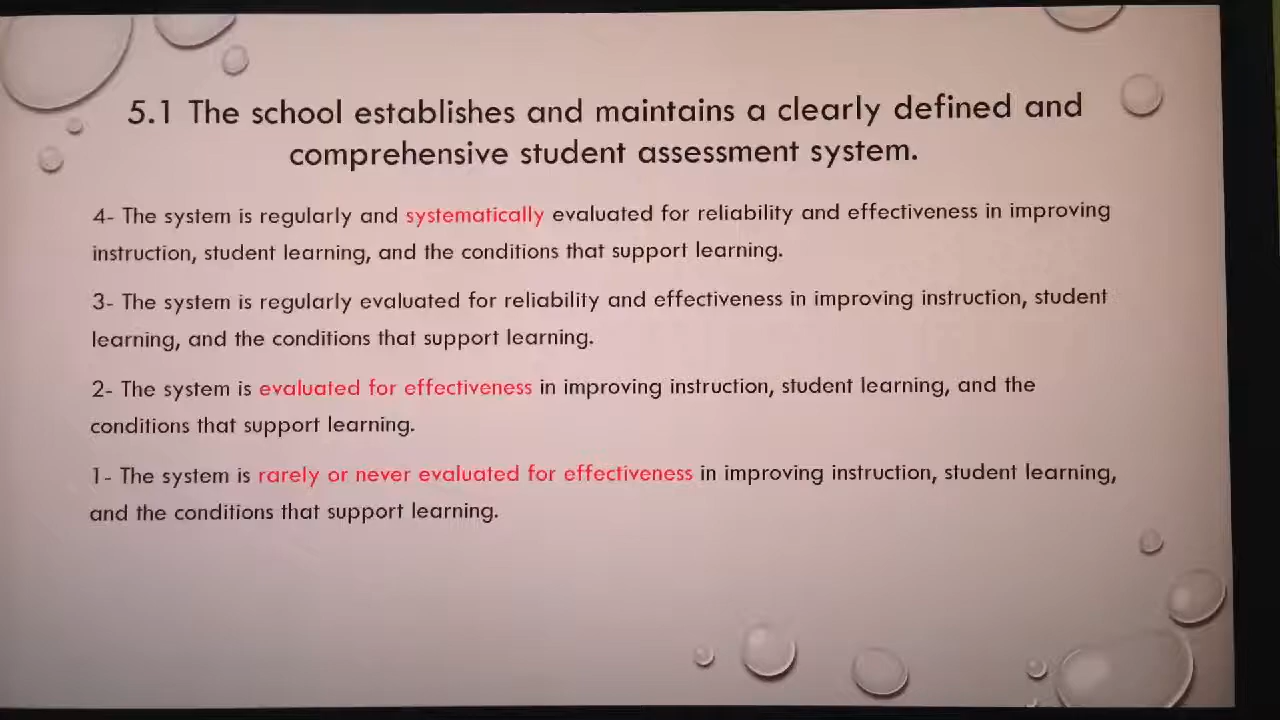 5.1 The school establishes and maintains a clearly defined and
comprehensive student assessment system.
4- The system is regularly and systematically evaluated for reliability and effectiveness in improving
instruction, student learning, and the conditions that support learning.
3- The system is regularly evaluated for reliability and effectiveness in improving instruction, student
learning, and the conditions that support learning.
2- The system is evaluated for effectiveness in improving instruction, student learning, and the
conditions that support learning.
1- The system is rarely or never evaluated for effectiveness in improving instruction, student learning,
and the conditions that support learning.